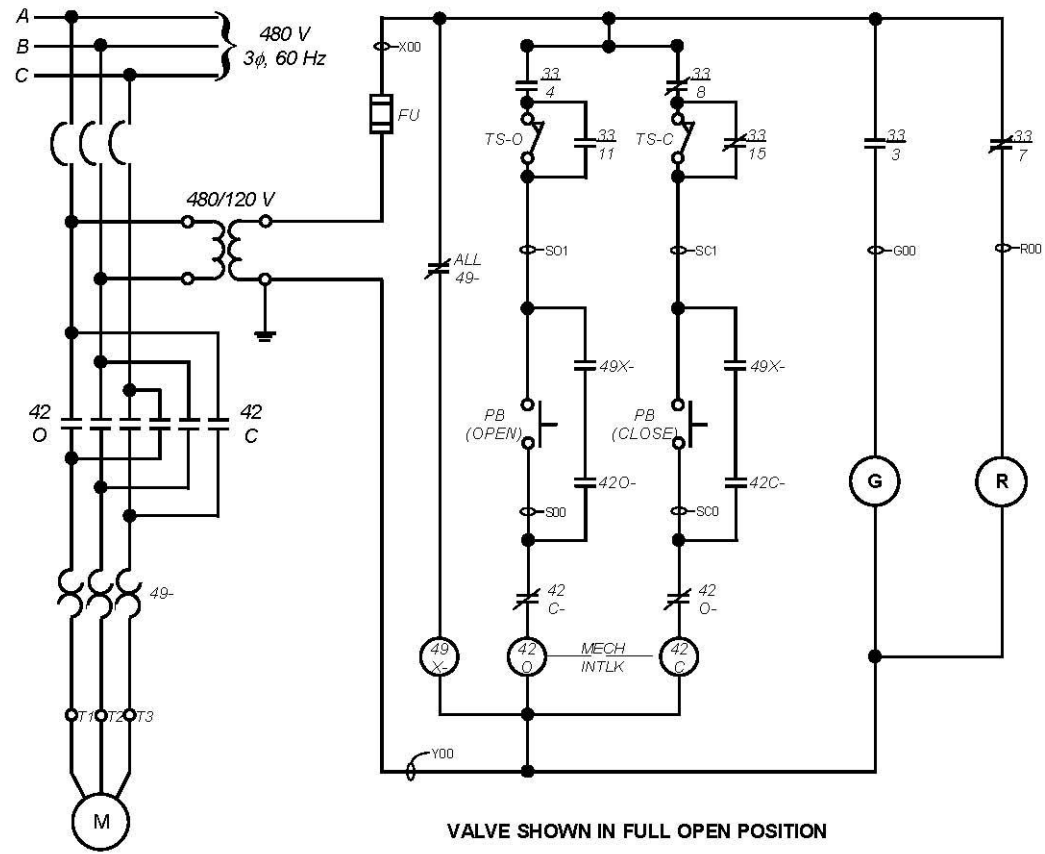 A
B
C
480 V
3ϕ, 60 Hz
X00
FU
480/120 V
33
4
33
8
TS-O
33
11
TS-C
33
15
33
3
33
7
ALL
49-
SO1
SC1
G00
R00
42
O
42
C
49X-
49X-
PB
(OPEN)
PB
(CLOSE)
42O-
42C-
S00
SC0
G
R
49-
42
C-
42
O-
49
X-
42
O
MECH
INTLK
42
C
T1
T2
T3
Y00
M
VALVE SHOWN IN FULL OPEN POSITION